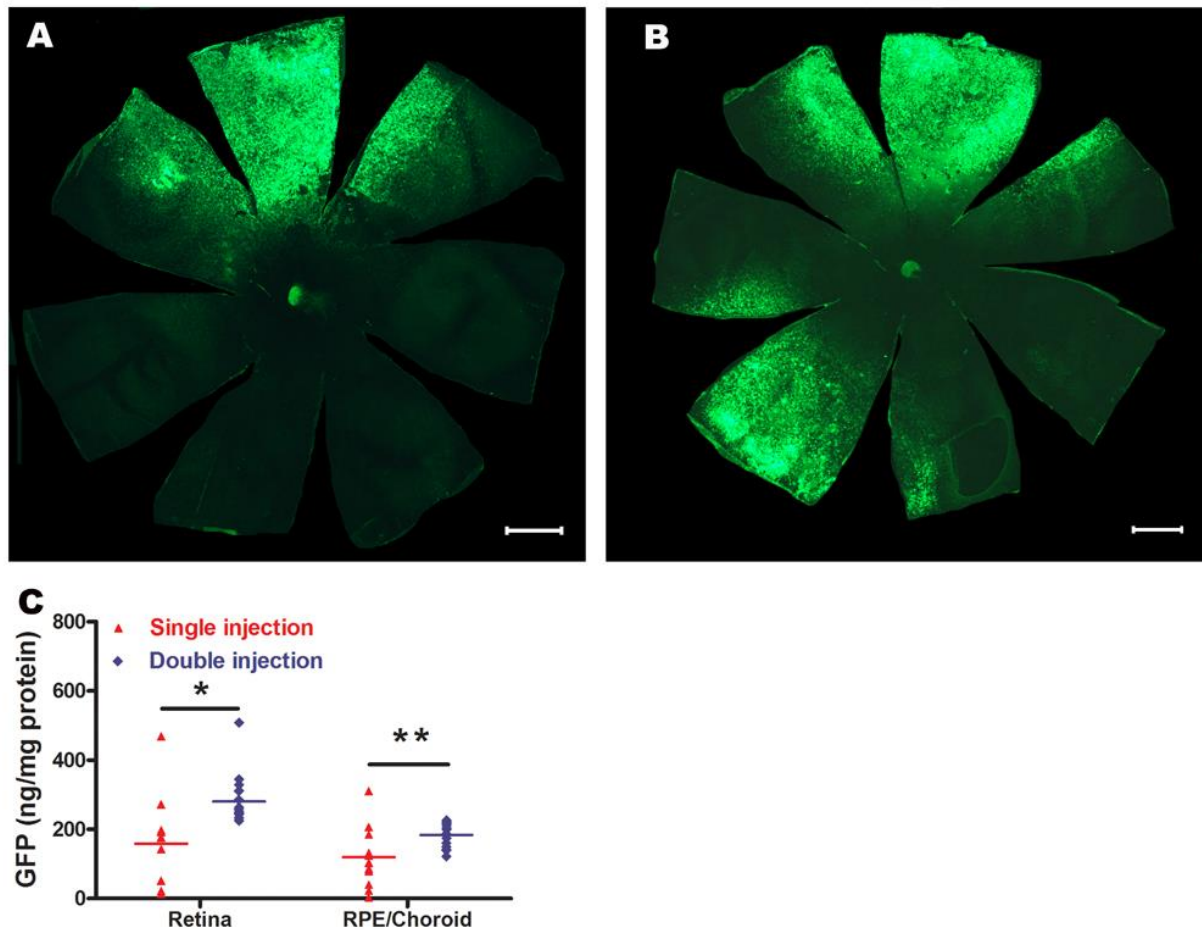 A
B
C
800
600
400
200
0
GFP (ng/mg protein)
Single injection
Double injection
*
**
Retina
RPE/Choroid